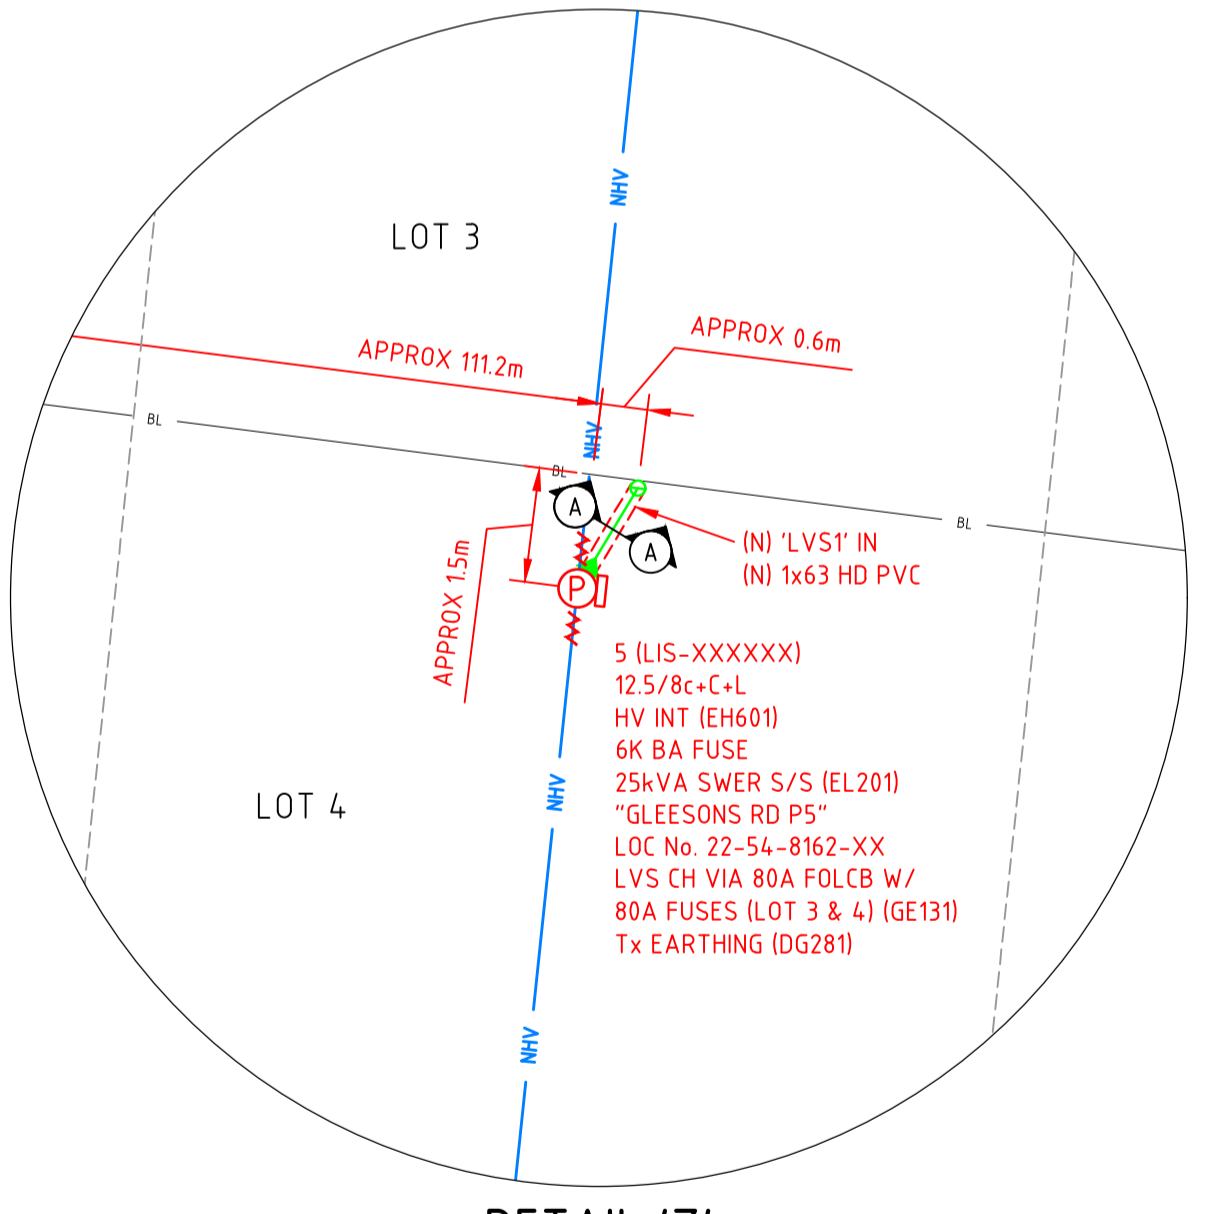 NHV
LOT 3
APPROX 0.6m
APPROX 111.2m
BL
NHV
BL
A
BL
A
(N) 'LVS1' IN
(N) 1x63 HD PVC
APPROX 1.5m
P
5 (LIS-XXXXXX)
12.5/8c+C+L
HV INT (EH601)
6K BA FUSE
25kVA SWER S/S (EL201)
"GLEESONS RD P5"
LOC No. 22-54-8162-XX
LVS CH VIA 80A FOLCB W/
80A FUSES (LOT 3 & 4) (GE131)
Tx EARTHING (DG281)
NHV
LOT 4
NHV